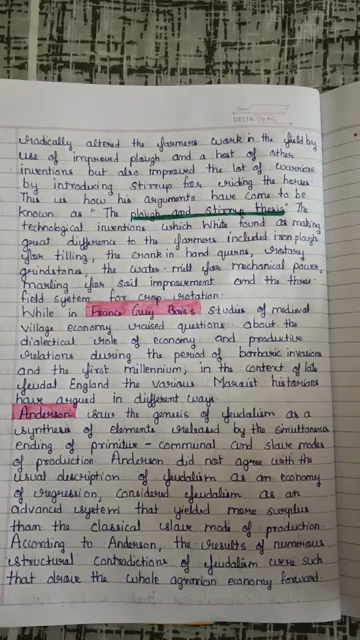 DELTA
radically altered the farmers work in the field by
use of improved plough and a host of other
inventions but also improved the lot of warriors
by introducing stirrup for riding the horse.
This is how his arguments have come to be
known as "The plough and stirrup thesis" The
technological inventions which White found as making
great difference to the farmers included iron plough
for tilling, the crank in hand querns, rotary
grindstones, the water-mill for mechanical power,
marling for soil improvement and the three
field system for crop rotation.
While in France Guy Bois's studies of medival
village economy raised questions about the
dialectical role of economy and productive
relations during the period of barbaric invasions
and the first millennium, in the context of late
feudal England the various Marxist historians
have argued in different ways
Anderson saw the genesis of feudalism as a
synthesis of elements released by the simultaneous
ending of primitive-communal and slave modes
of production. Anderson did not agree with the
usual description of feudalism as an economy
of regression, considered feudalism as an
advanced system that yielded more surplus
than the classical slave mode of production.
According to Anderson, the results of numerous
structural contradictions of feudalism were such
that drove the whole agrarian economy forward.